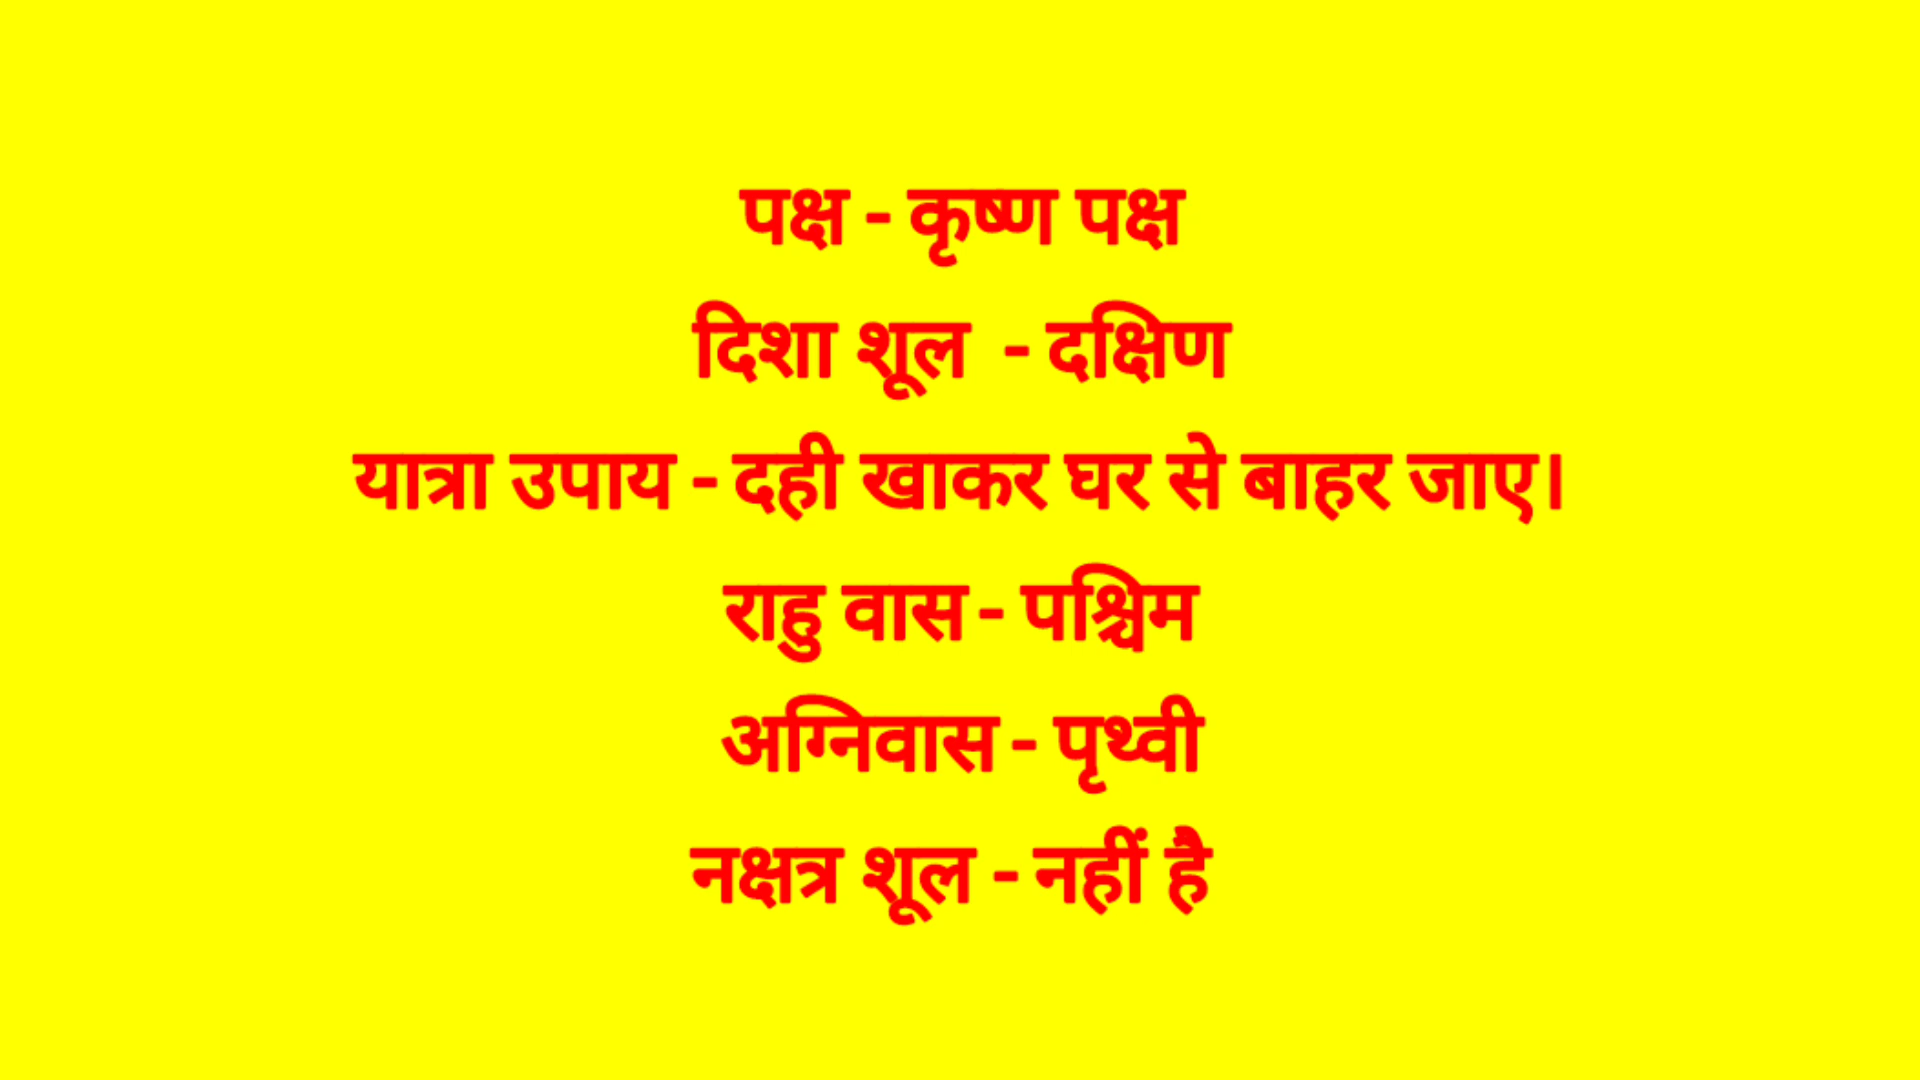 पक्ष - कृष्ण पक्ष
दिशा शूल - दक्षिण
यात्रा उपाय - दही खाकर घर से बाहर जाए।
राहु वास - पश्चिम
अग्निवास - पृथ्वी
नक्षत्र शूल - नहीं है